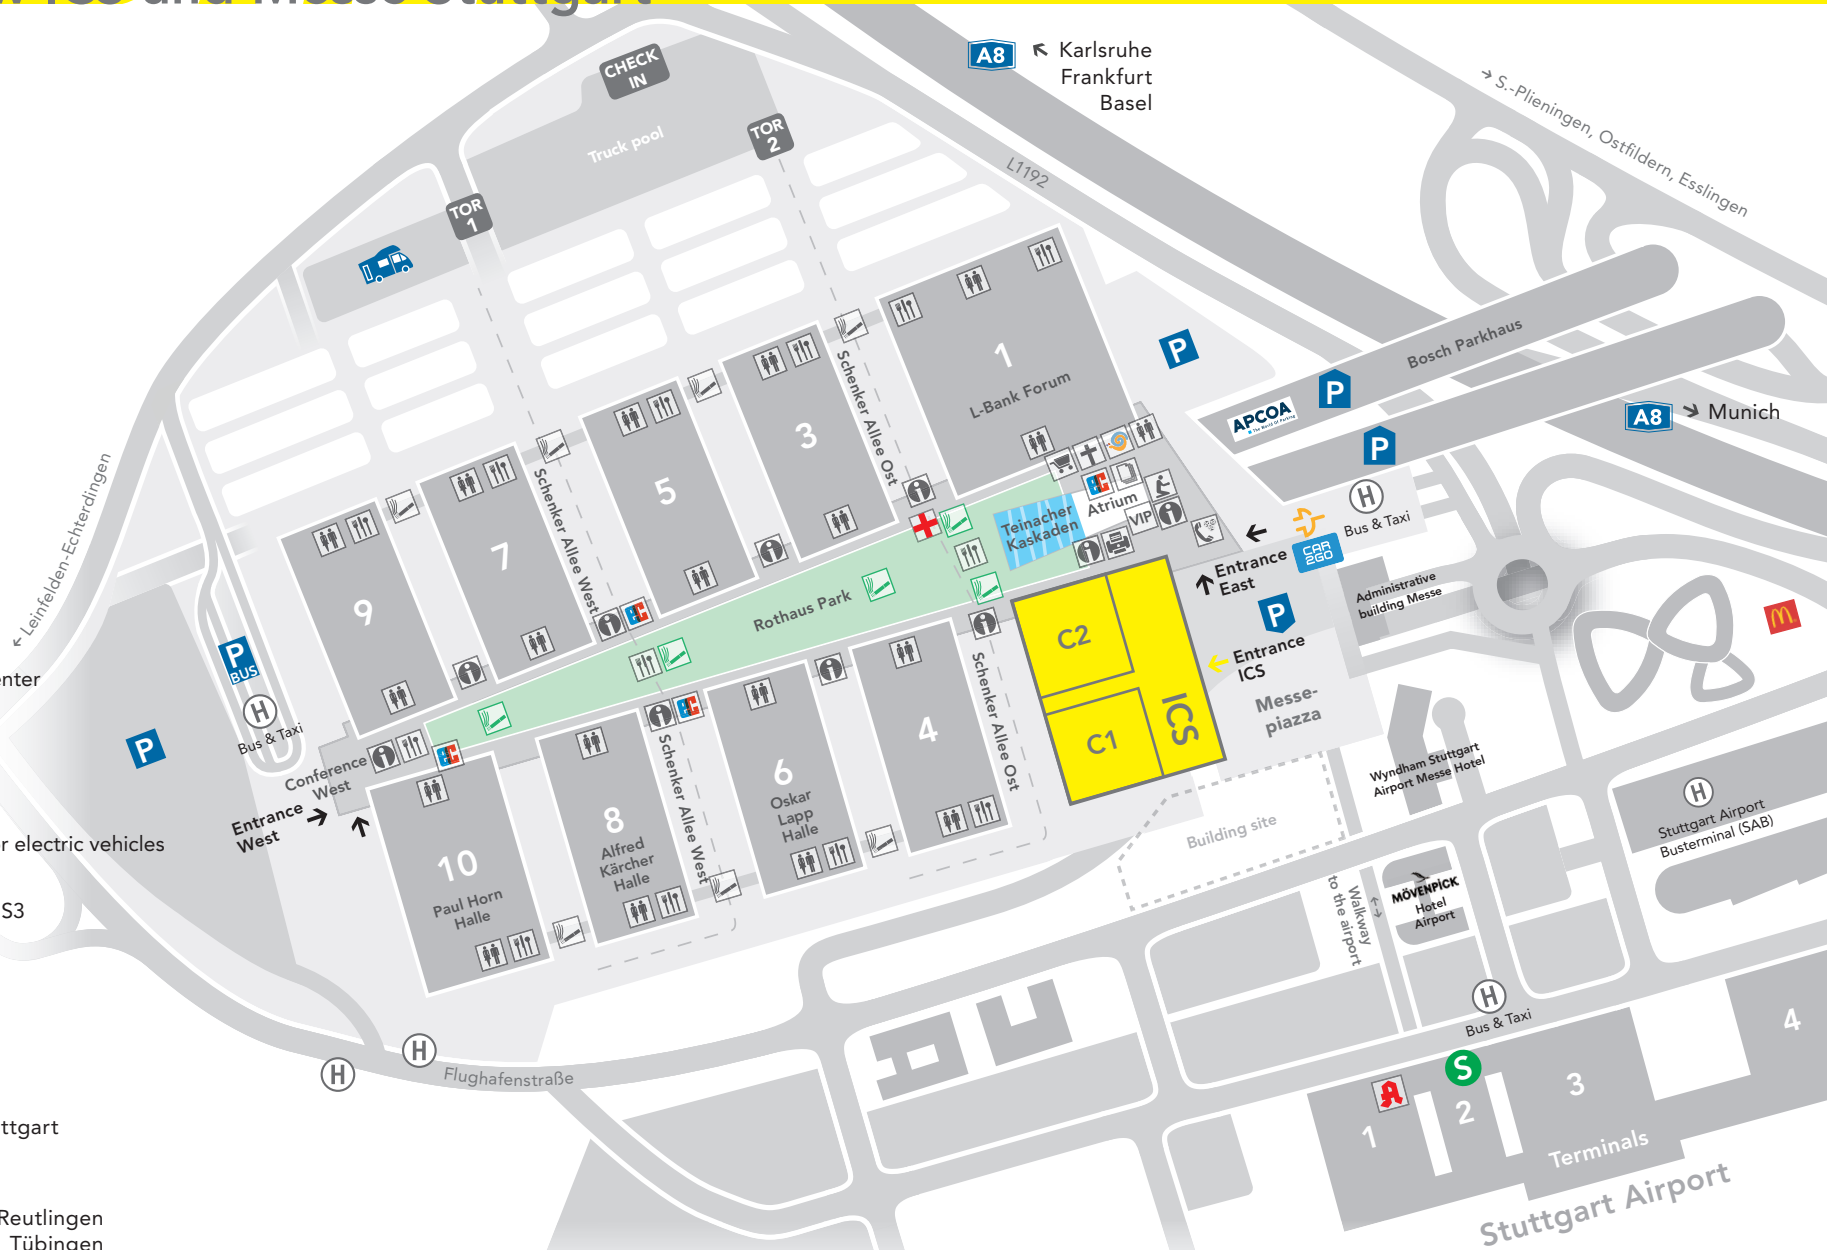 CHECK
IN
Truck pool
TOR
2
TOR
1
A8
Karlsruhe
Frankfurt
Basel
L1192
S.-Plieningen, Ostfildern, Esslingen
Leinfelden-Echterdingen
1
L-Bank Forum
3
5
7
9
Schenker Allee Ost
Schenker Allee West
P
Bosch Parkhaus
APCOA
P
P
A8
Munich
H
Bus & Taxi
CAR
2GO
Teinacher
Kaskaden
Atrium
VIP
Entrance
East
P
Administrative
building Messe
Rothaus Park
C2
C1
ICS
Entrance
ICS
Messe-
piazza
P
BUS
H
Bus & Taxi
P
Conference
West
Entrance
West
10
Paul Horn
Halle
8
Alfred
Kärcher
Halle
Schenker Allee West
6
Oskar
Lapp
Halle
4
Schenker Allee Ost
Building site
Wyndham Stuttgart
Airport Messe Hotel
H
Stuttgart Airport
Busterminal (SAB)
Walkway
to the airport
MÖVENPICK
Hotel
Airport
H
Bus & Taxi
S
H
H
Flughafenstraße
1
2
3
4
Terminals
Stuttgart Airport
enter
r electric vehicles
S3
ttgart
Reutlingen
Tübingen